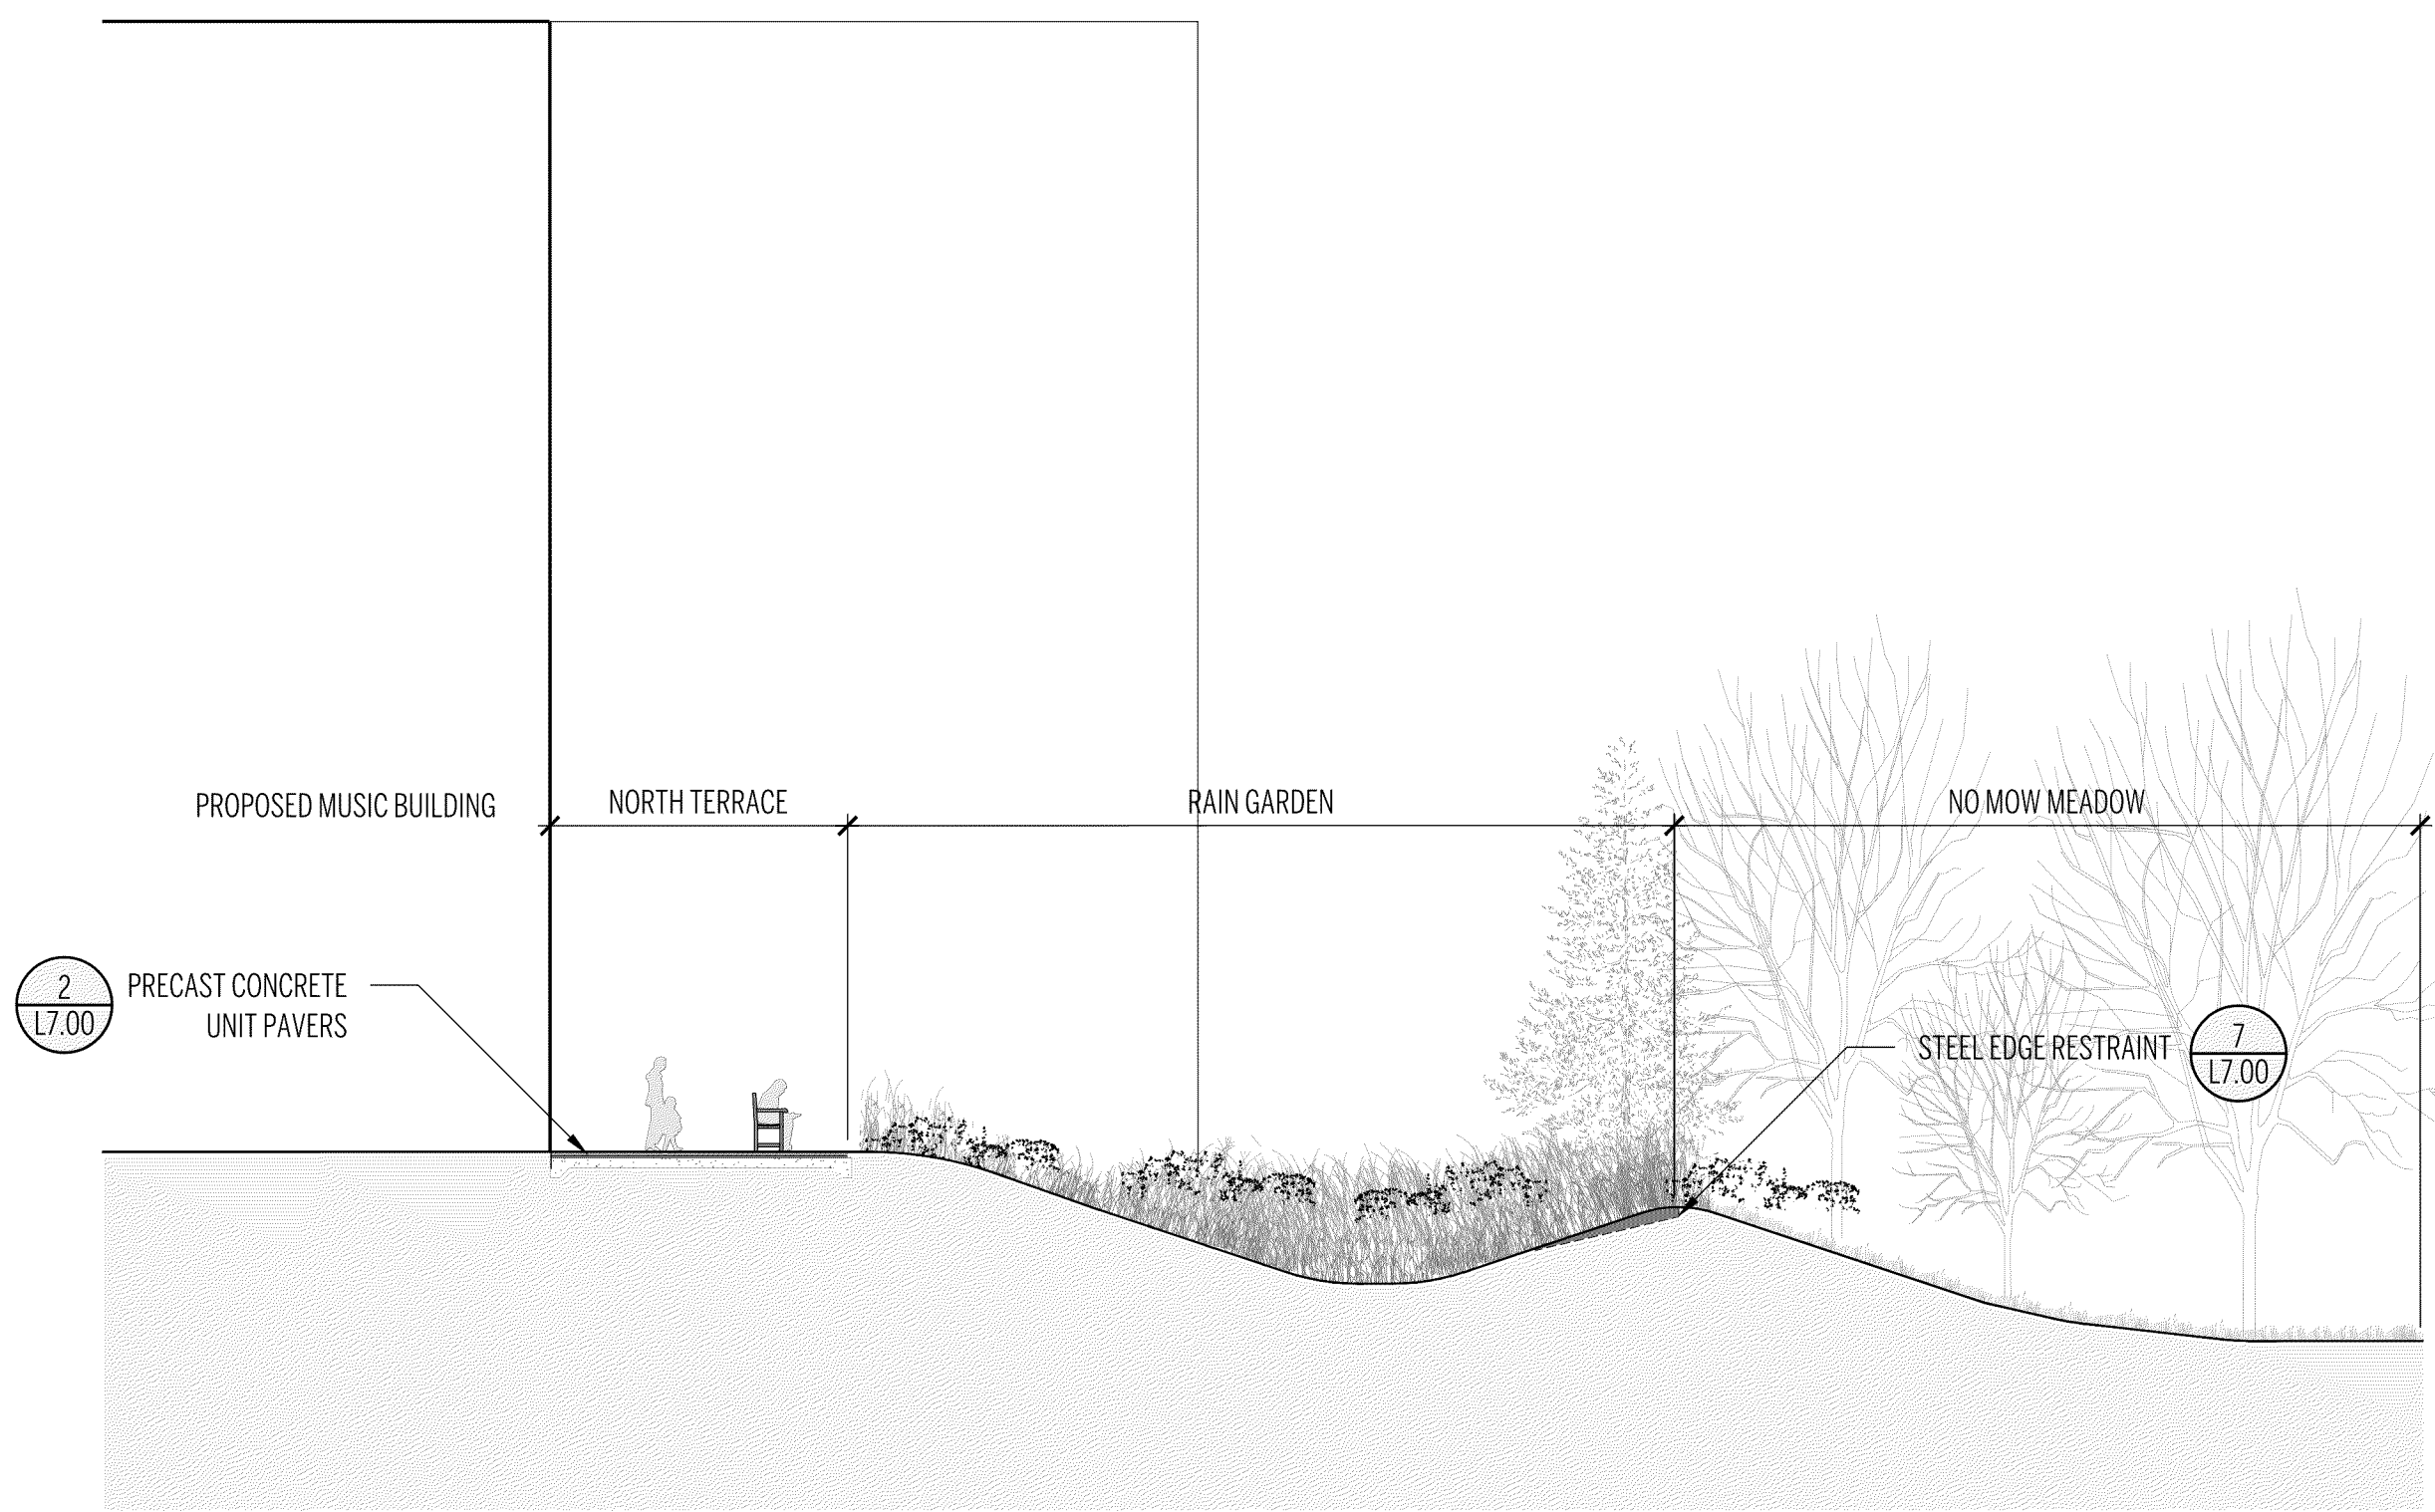 PROPOSED MUSIC BUILDING
NORTH TERRACE
RAIN GARDEN
NO MOW MEADOW
2
L7.00
PRECAST CONCRETE
UNIT PAVERS
STEEL EDGE RESTRAINT
7
L7.00